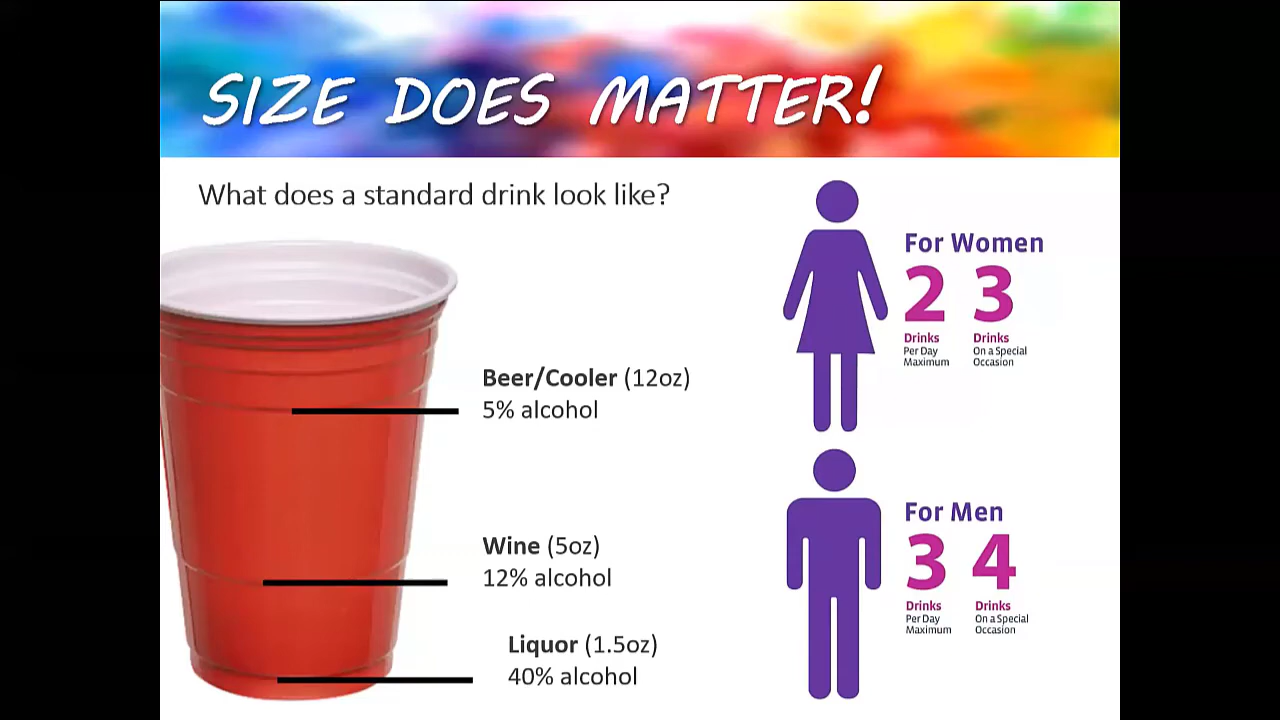 SIZE DOES MATTER!
What does a standard drink look like?
Beer/Cooler (12oz)
5% alcohol
Wine (5oz)
12% alcohol
Liquor (1.5oz)
40% alcohol
For Women
2 3
Drinks Drinks
Per Day On a Special
Maximum Occasion
For Men
3 4
Drinks Drinks
Per Day On a Special
Maximum Occasion